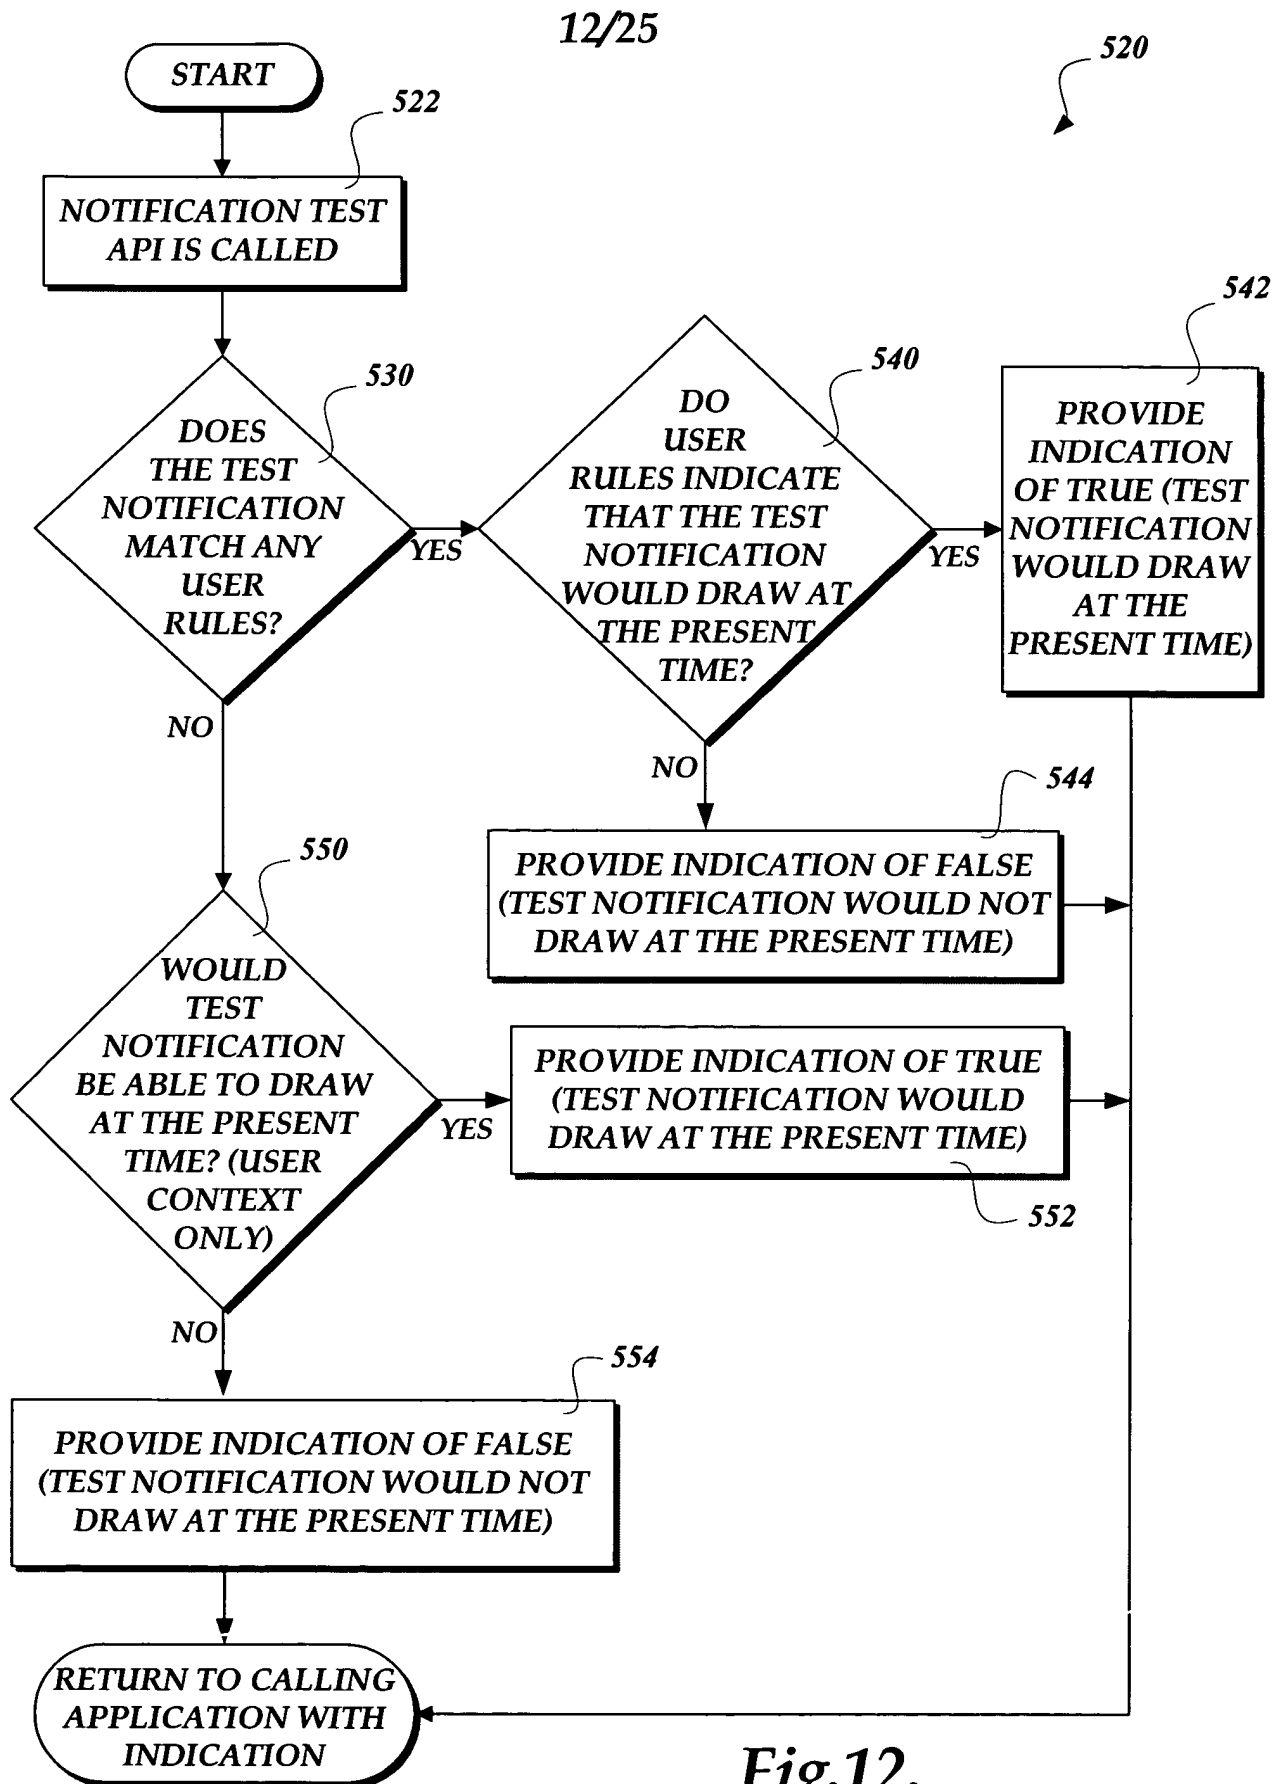 12/25
520
START
522
NOTIFICATION TEST
API IS CALLED
530
DOES
THE TEST
NOTIFICATION
MATCH ANY
USER
RULES?
YES
NO
540
DO
USER
RULES INDICATE
THAT THE TEST
NOTIFICATION
WOULD DRAW AT
THE PRESENT
TIME?
YES
NO
542
PROVIDE
INDICATION
OF TRUE (TEST
NOTIFICATION
WOULD DRAW
AT THE
PRESENT TIME)
544
PROVIDE INDICATION OF FALSE
(TEST NOTIFICATION WOULD NOT
DRAW AT THE PRESENT TIME)
550
WOULD
TEST
NOTIFICATION
BE ABLE TO DRAW
AT THE PRESENT
TIME? (USER
CONTEXT
ONLY)
YES
NO
PROVIDE INDICATION OF TRUE
(TEST NOTIFICATION WOULD
DRAW AT THE PRESENT TIME)
552
554
PROVIDE INDICATION OF FALSE
(TEST NOTIFICATION WOULD NOT
DRAW AT THE PRESENT TIME)
RETURN TO CALLING
APPLICATION WITH
INDICATION
Fig.12.